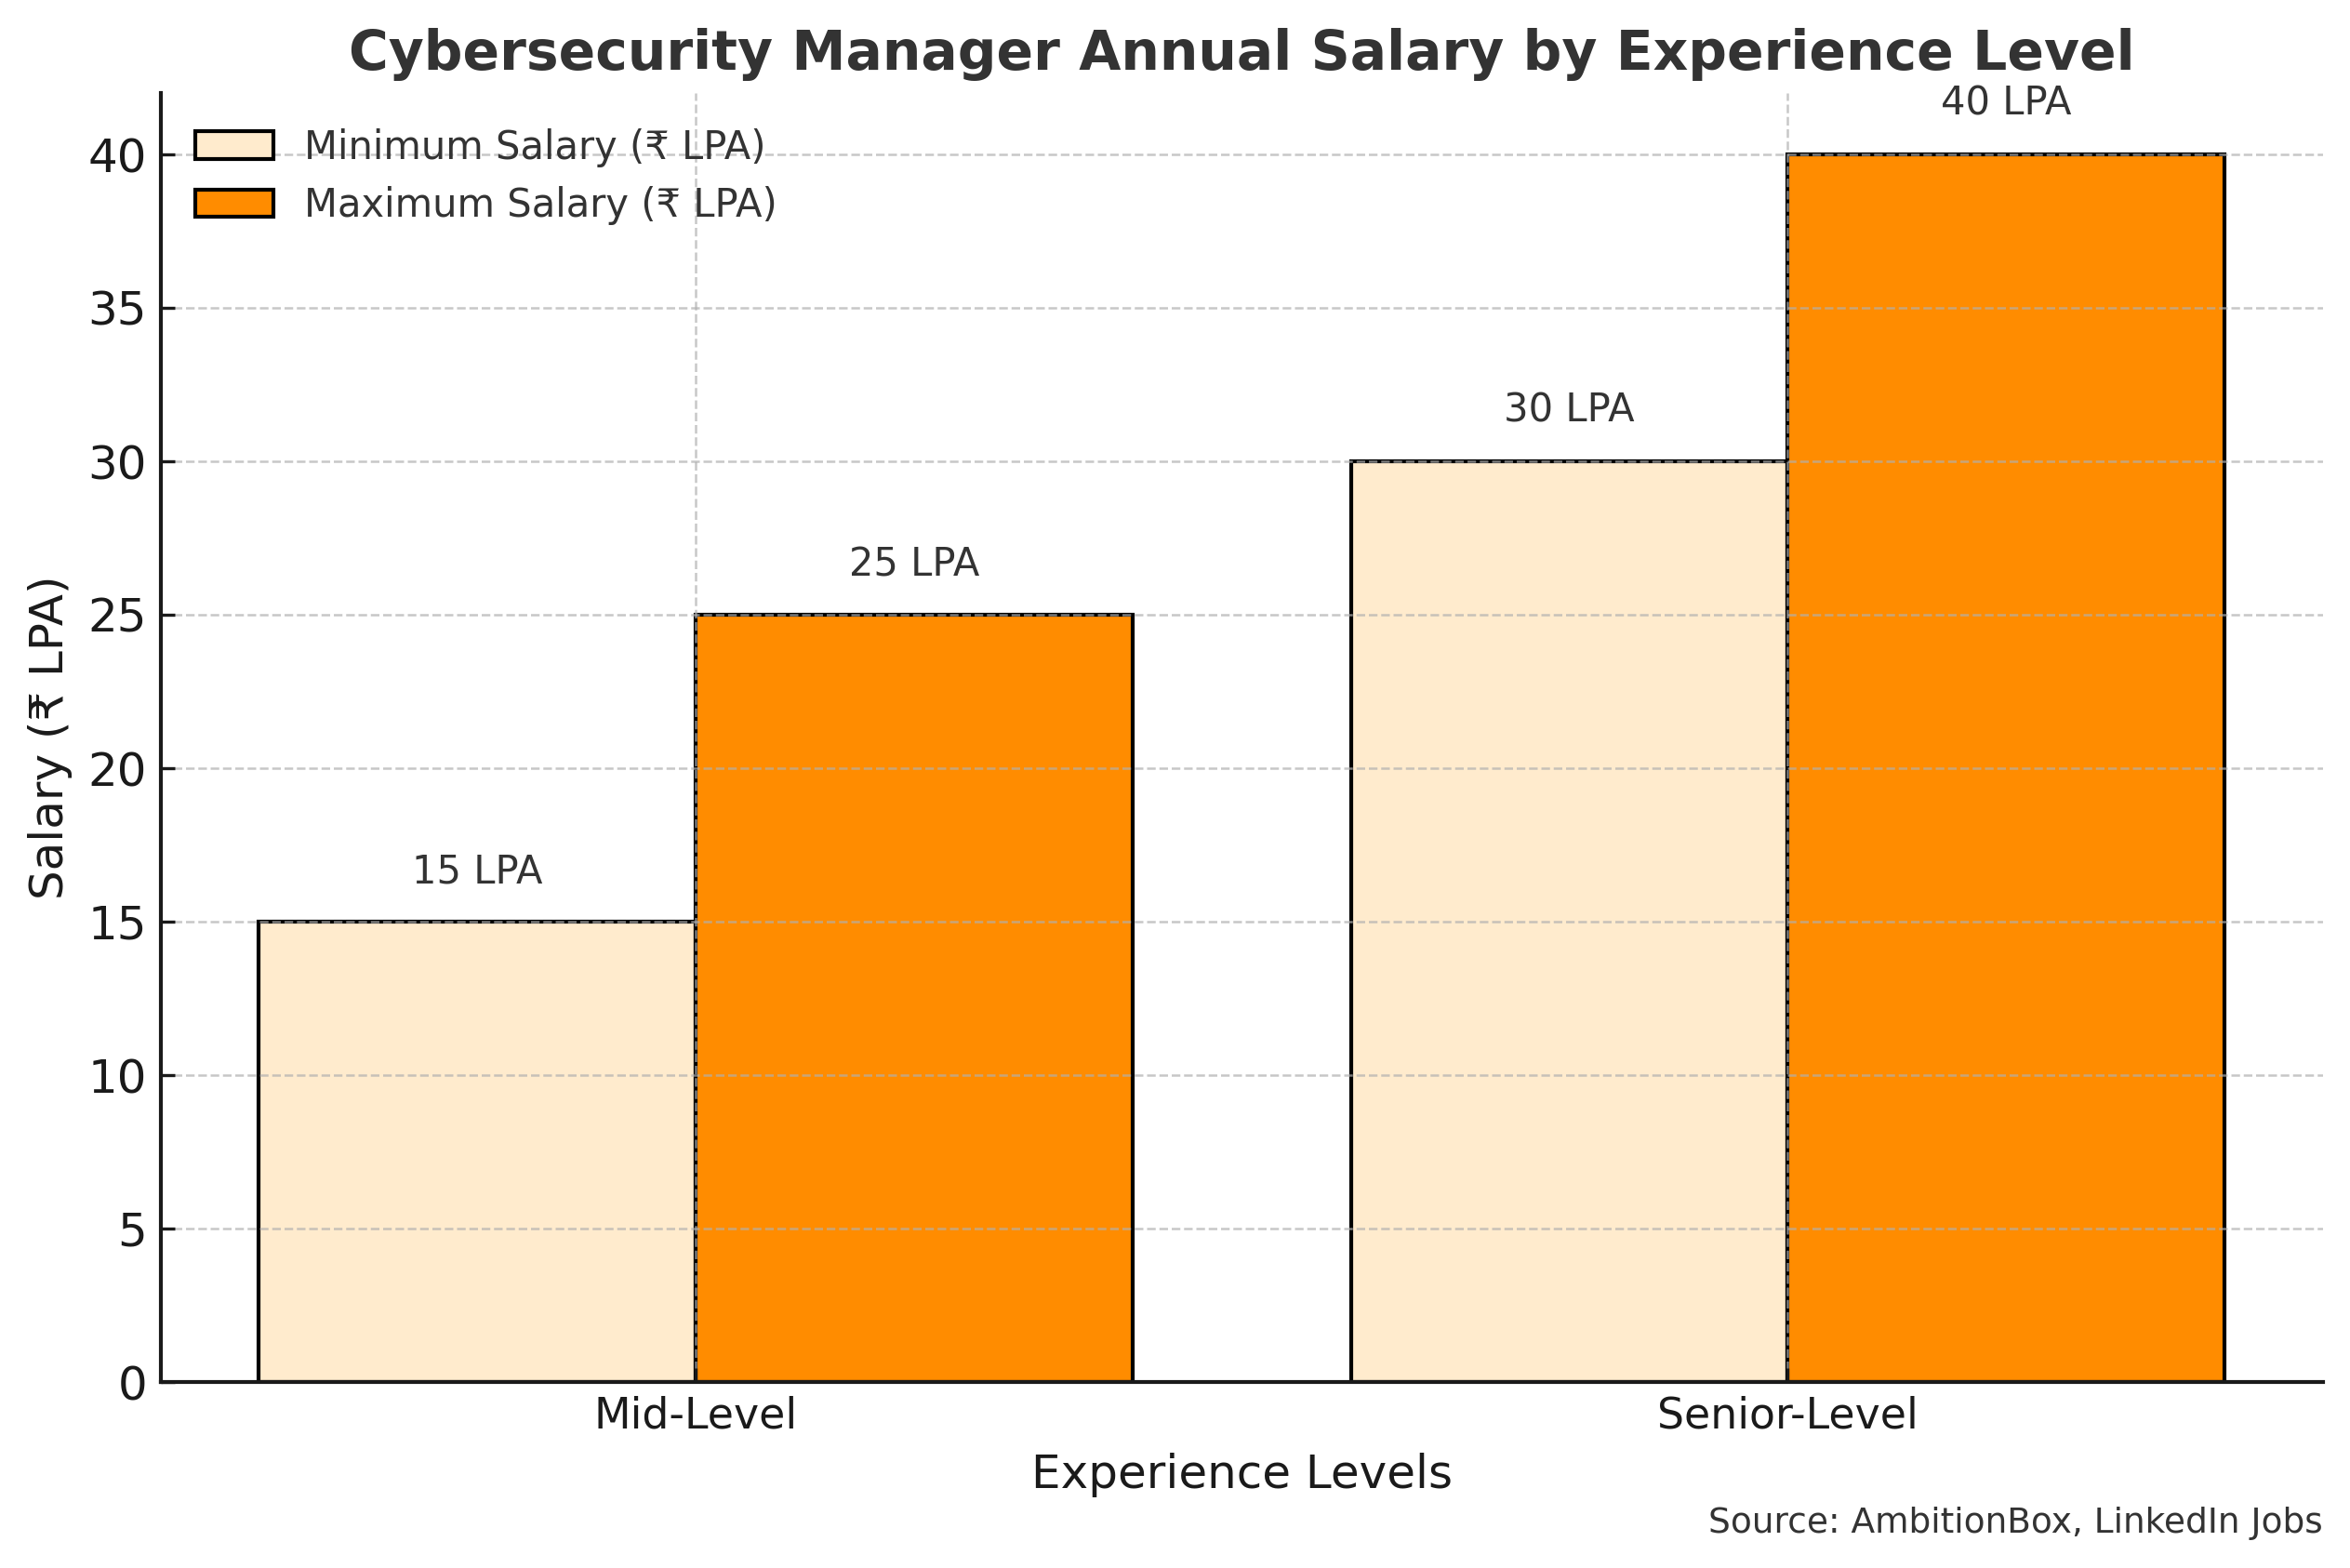 Cybersecurity Manager Annual Salary by Experience Level
Minimum Salary (₹ LPA)
Maximum Salary (₹ LPA)
40 LPA
30 LPA
25 LPA
15 LPA
Salary (₹ LPA)
40
35
30
25
20
15
10
5
0
Mid-Level
Senior-Level
Experience Levels
Source: AmbitionBox, LinkedIn Jobs